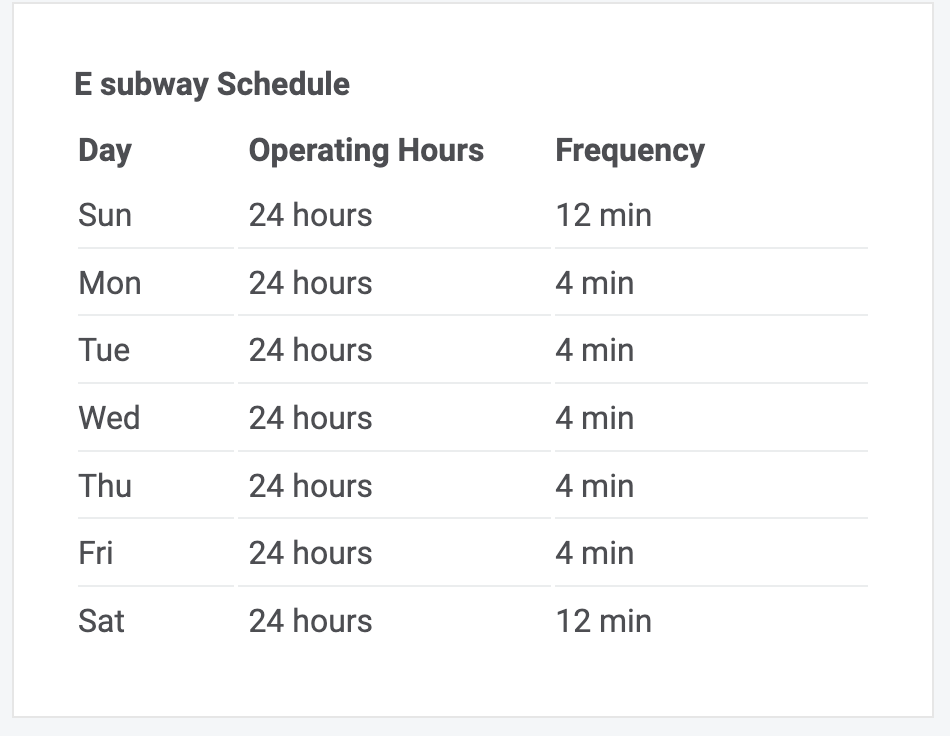 E subway Schedule
Day Operating Hours Frequency
Sun 24 hours 12 min
Mon 24 hours 4 min
Tue 24 hours 4 min
Wed 24 hours 4 min
Thu 24 hours 4 min
Fri 24 hours 4 min
Sat 24 hours 12 min